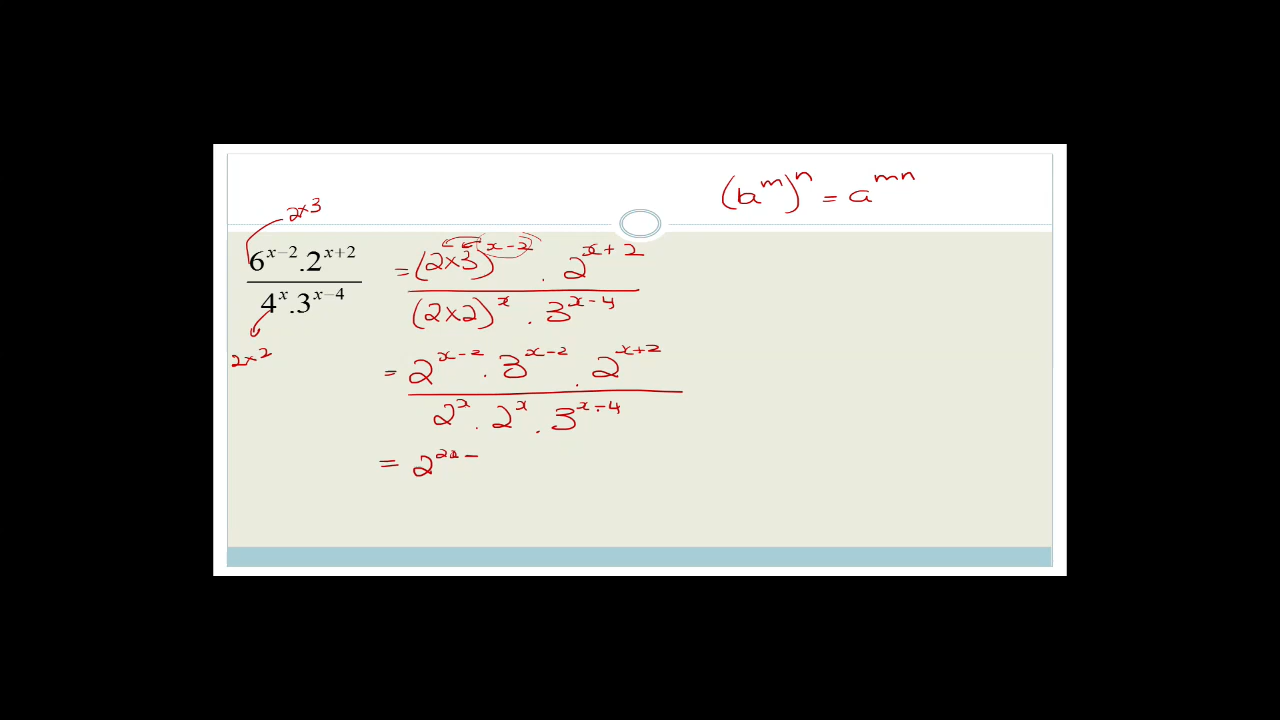 (a^m)^n = a^{mn}
2×3
6^{x−2} . 2^{x+2}
4^x . 3^{x−4}
2×2
= (2×3)^{x−2} . 2^{x+2}
(2×2)^x . 3^{x−4}
= 2^{x−2} . 3^{x−2} . 2^{x+2}
2^x . 2^x . 3^{x−4}
= 2^{2x −